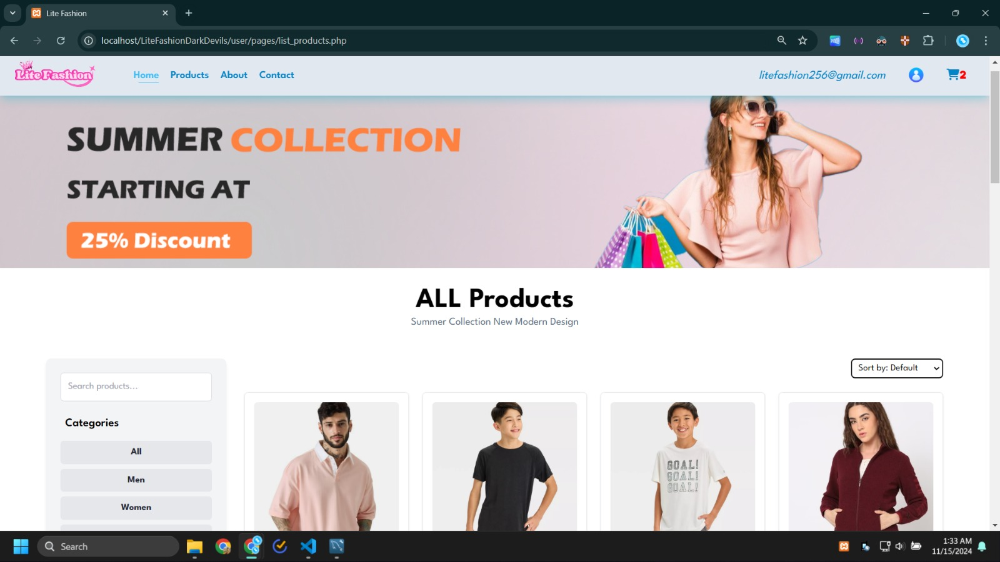 Lite Fashion
localhost/LiteFashionDarkDevils/user/pages/list_products.php
Lite Fashion
Home Products About Contact litefashion256@gmail.com 2
SUMMER COLLECTION
STARTING AT
25% Discount
ALL Products
Summer Collection New Modern Design
Search products...
Sort by: Default
Categories
All
Men
Women
GOAL!
GOAL!
GOAL!
Search
1:33 AM
11/15/2024